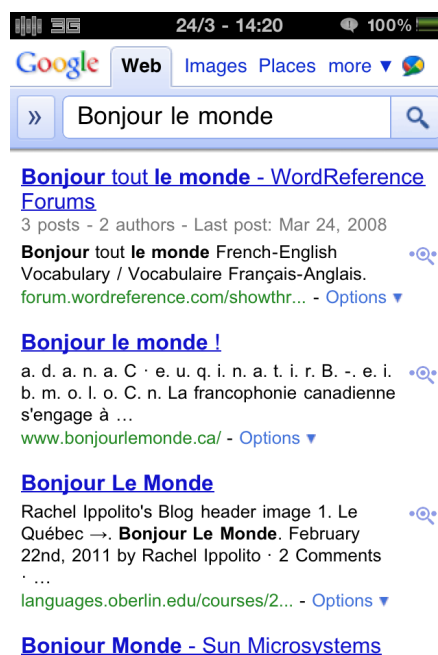 3G 24/3 - 14:20 100%
Google Web Images Places more ▼
» Bonjour le monde
Bonjour tout le monde - WordReference
Forums
3 posts - 2 authors - Last post: Mar 24, 2008
Bonjour tout le monde French-English
Vocabulary / Vocabulaire Français-Anglais.
forum.wordreference.com/showthr... - Options ▼
Bonjour le monde !
a. d. a. n. a. C · e. u. q. i. n. a. t. i. r. B. -. e. i.
b. m. o. l. o. C. n. La francophonie canadienne
s'engage à ...
www.bonjourlemonde.ca/ - Options ▼
Bonjour Le Monde
Rachel Ippolito's Blog header image 1. Le
Québec →. Bonjour Le Monde. February
22nd, 2011 by Rachel Ippolito · 2 Comments
· ...
languages.oberlin.edu/courses/2... - Options ▼
Bonjour Monde - Sun Microsystems